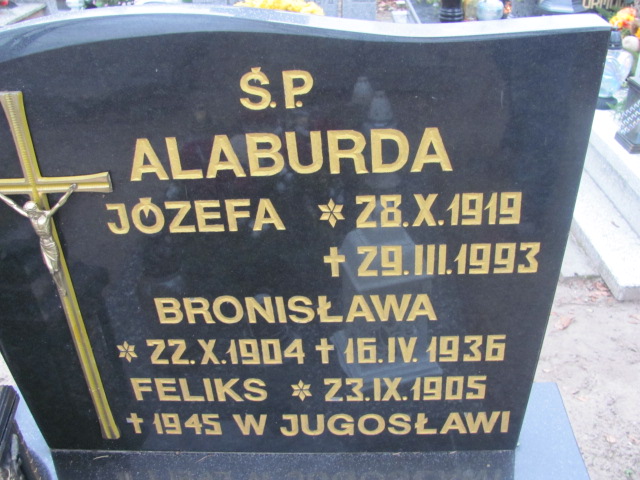 Ś.P.
ALABURDA
JÓZEFA ✡ 28.X.1919
✝ 29.III.1993
BRONISŁAWA
✡ 22.X.1904 ✝ 16.IV.1936
FELIKS ✡ 23.IX.1905
✝ 1945 W JUGOSŁAWI